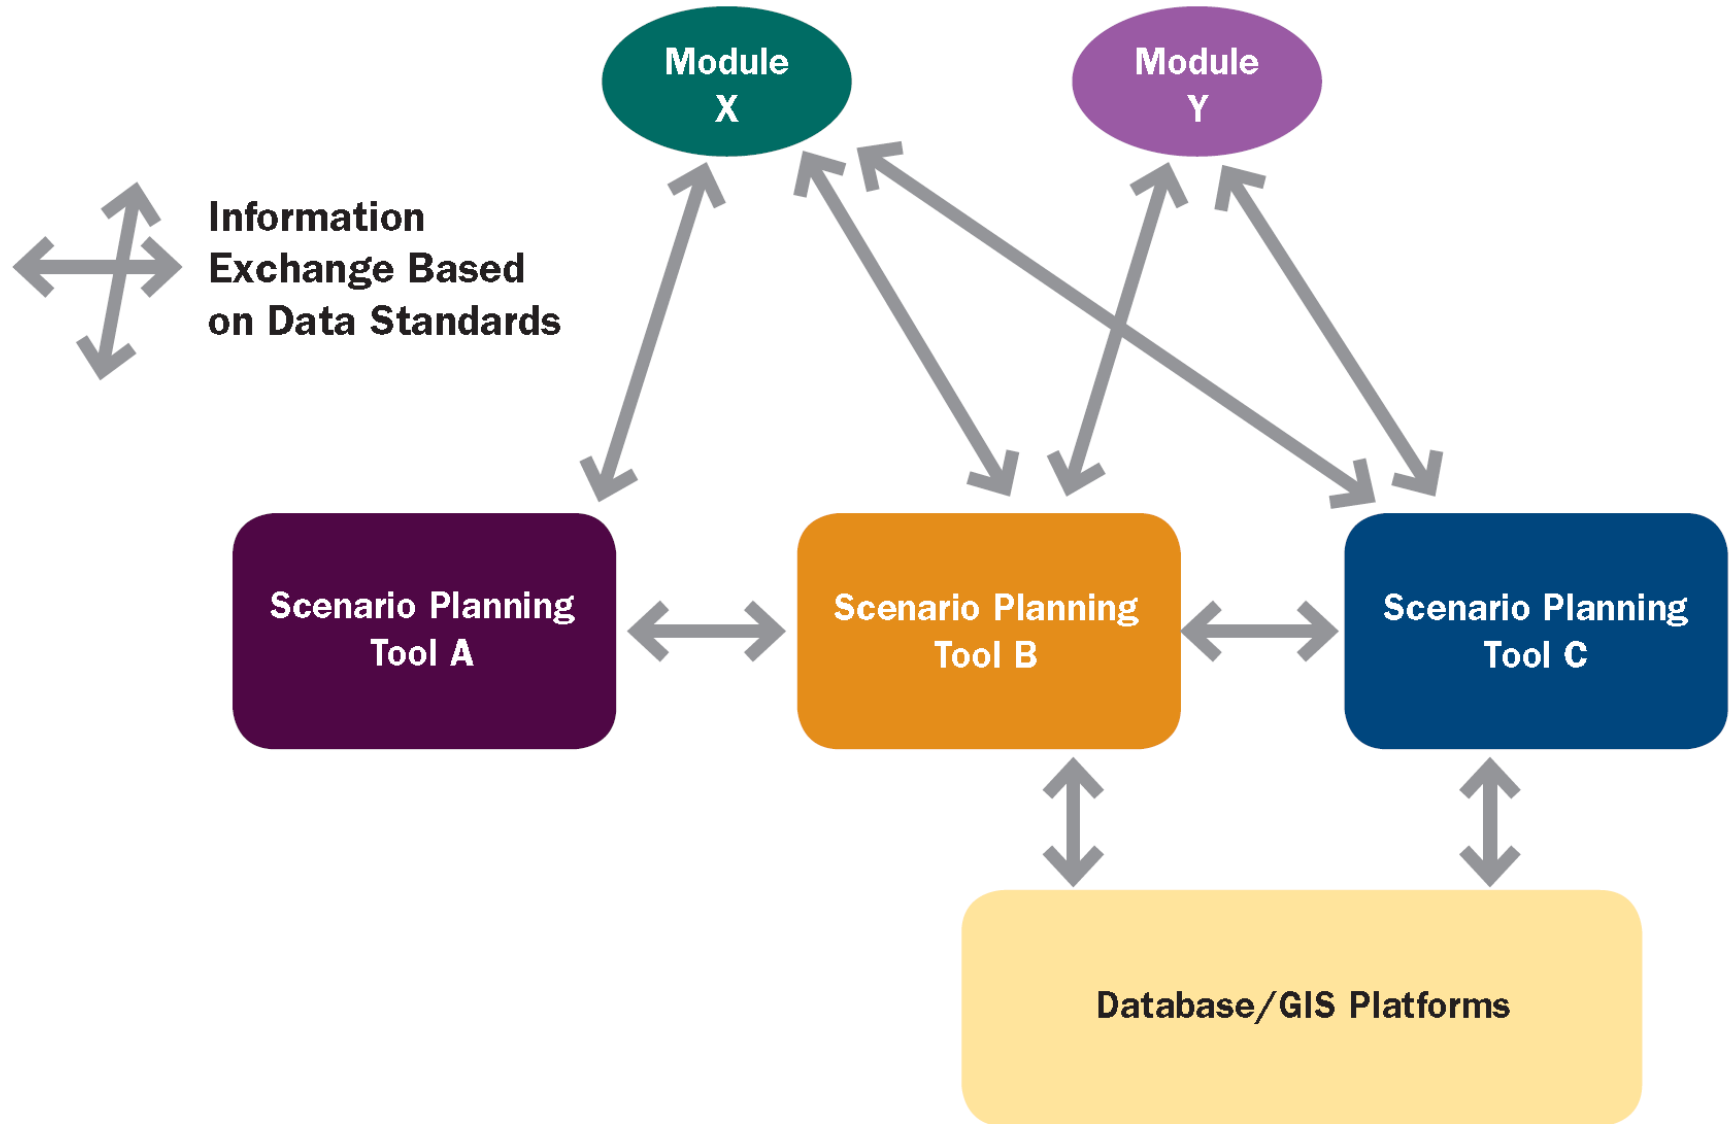 Module
X
Module
Y
Information
Exchange Based
on Data Standards
Scenario Planning
Tool A
Scenario Planning
Tool B
Scenario Planning
Tool C
Database/GIS Platforms